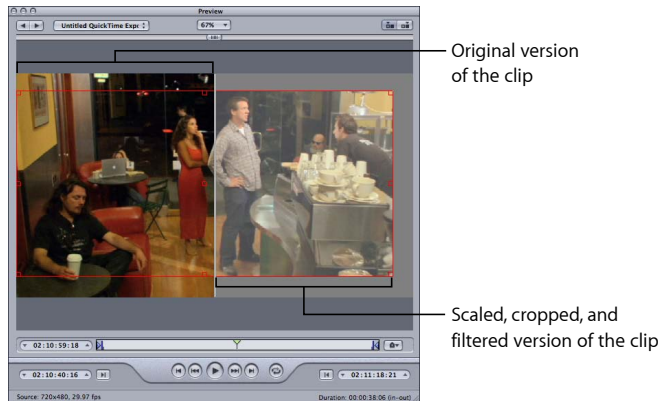 Preview
Untitled QuickTime Expo
67%
Original version
of the clip
Scaled, cropped, and
filtered version of the clip
02:10:59:18
02:10:40:16
02:11:18:21
Source: 720x480, 29.97 fps
Duration: 00:00:38:06 (in-out)